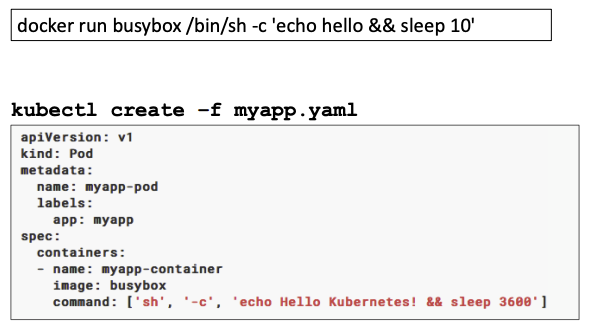 docker run busybox /bin/sh -c 'echo hello && sleep 10'
kubectl create –f myapp.yaml
apiVersion: v1
kind: Pod
metadata:
  name: myapp-pod
  labels:
    app: myapp
spec:
  containers:
  - name: myapp-container
    image: busybox
    command: ['sh', '-c', 'echo Hello Kubernetes! && sleep 3600']